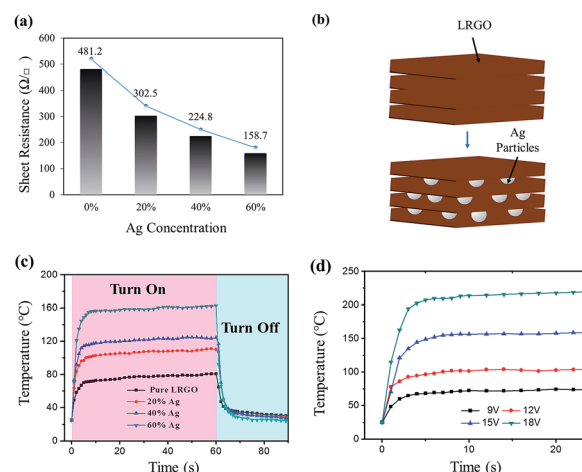 (a)
Sheet Resistance (Ω/□)
600
500
400
300
200
100
0
481.2
302.5
224.8
158.7
0% 20% 40% 60%
Ag Concentration
(b)
LRGO
Ag
Particles
(c)
Temperature (°C)
200
160
120
80
40
0
Turn On
Turn Off
Pure LRGO
20% Ag
40% Ag
60% Ag
0 20 40 60 80
Time (s)
(d)
Temperature (°C)
250
200
150
100
50
0
9V 12V
15V 18V
0 10 20
Time (s)